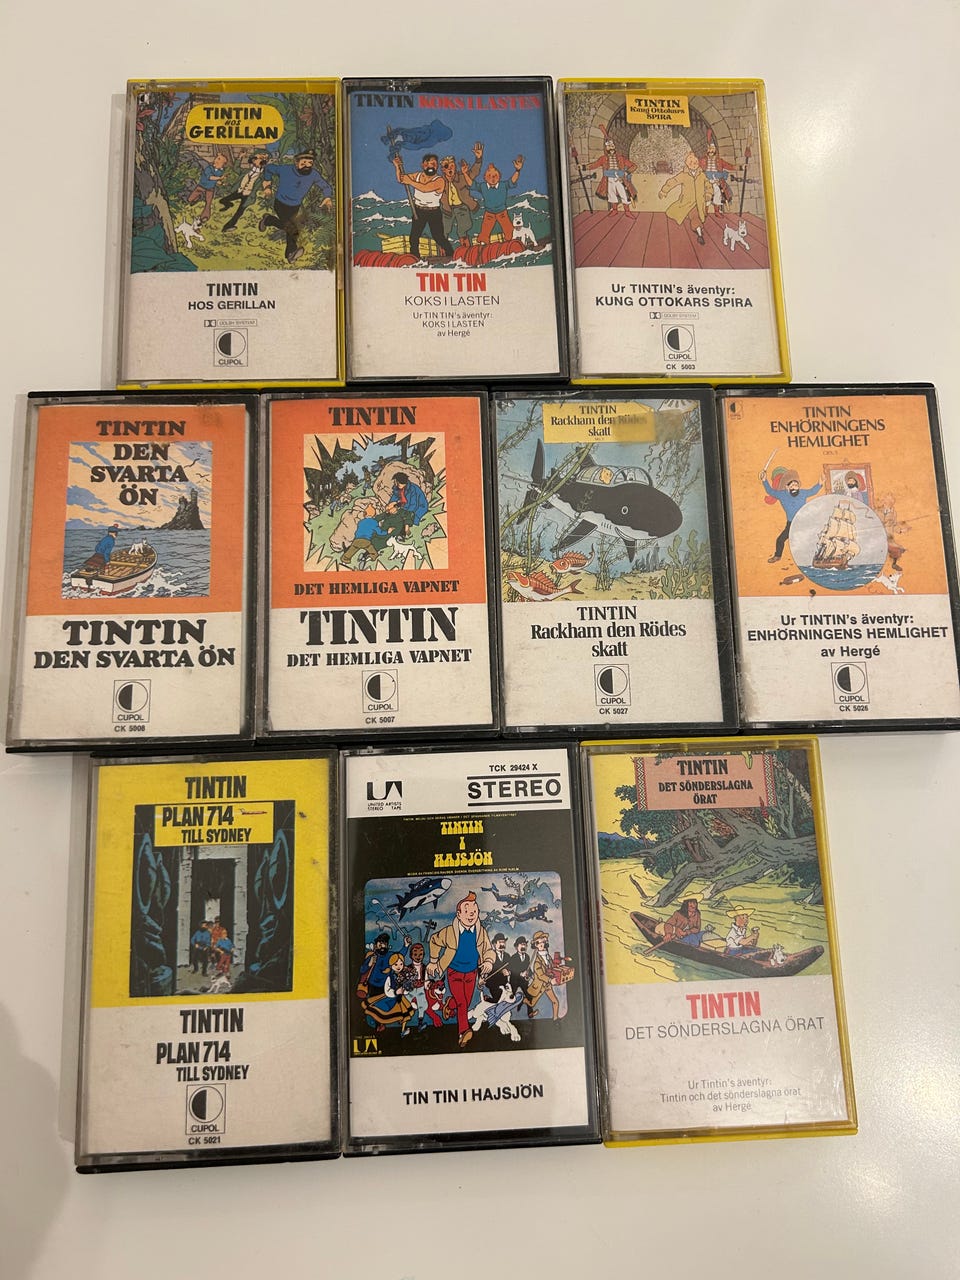 TINTIN
HOS
GERILLAN
TINTIN
HOS GERILLAN
DOLBY SYSTEM
CUPOL
TINTIN KOKS I LASTEN
TIN TIN
KOKS I LASTEN
Ur TIN TIN's äventyr:
KOKS I LASTEN
av Hergé
TINTIN
Kung Ottokars
SPIRA
Ur TINTIN's äventyr:
KUNG OTTOKARS SPIRA
DOLBY SYSTEM
CUPOL
CK 5003
TINTIN
DEN
SVARTA
ÖN
TINTIN
DEN SVARTA ÖN
CUPOL
CK 5008
TINTIN
DET HEMLIGA VAPNET
TINTIN
DET HEMLIGA VAPNET
CUPOL
CK 5007
TINTIN
Rackham den Rödes
skatt
TINTIN
Rackham den Rödes
skatt
CUPOL
CK 5027
TINTIN
ENHÖRNINGENS
HEMLIGHET
Ur TINTIN's äventyr:
ENHÖRNINGENS HEMLIGHET
av Hergé
CUPOL
CK 5026
TINTIN
PLAN 714
TILL SYDNEY
TINTIN
PLAN 714
TILL SYDNEY
CUPOL
CK 5021
TCK 29424 X
UNITED ARTISTS
STEREO TAPE
STEREO
TINTIN
I
HAJSJÖN
TIN TIN I HAJSJÖN
TINTIN
DET SÖNDERSLAGNA
ÖRAT
TINTIN
DET SÖNDERSLAGNA ÖRAT
Ur Tintin's äventyr:
Tintin och det sönderslagna örat
av Hergé